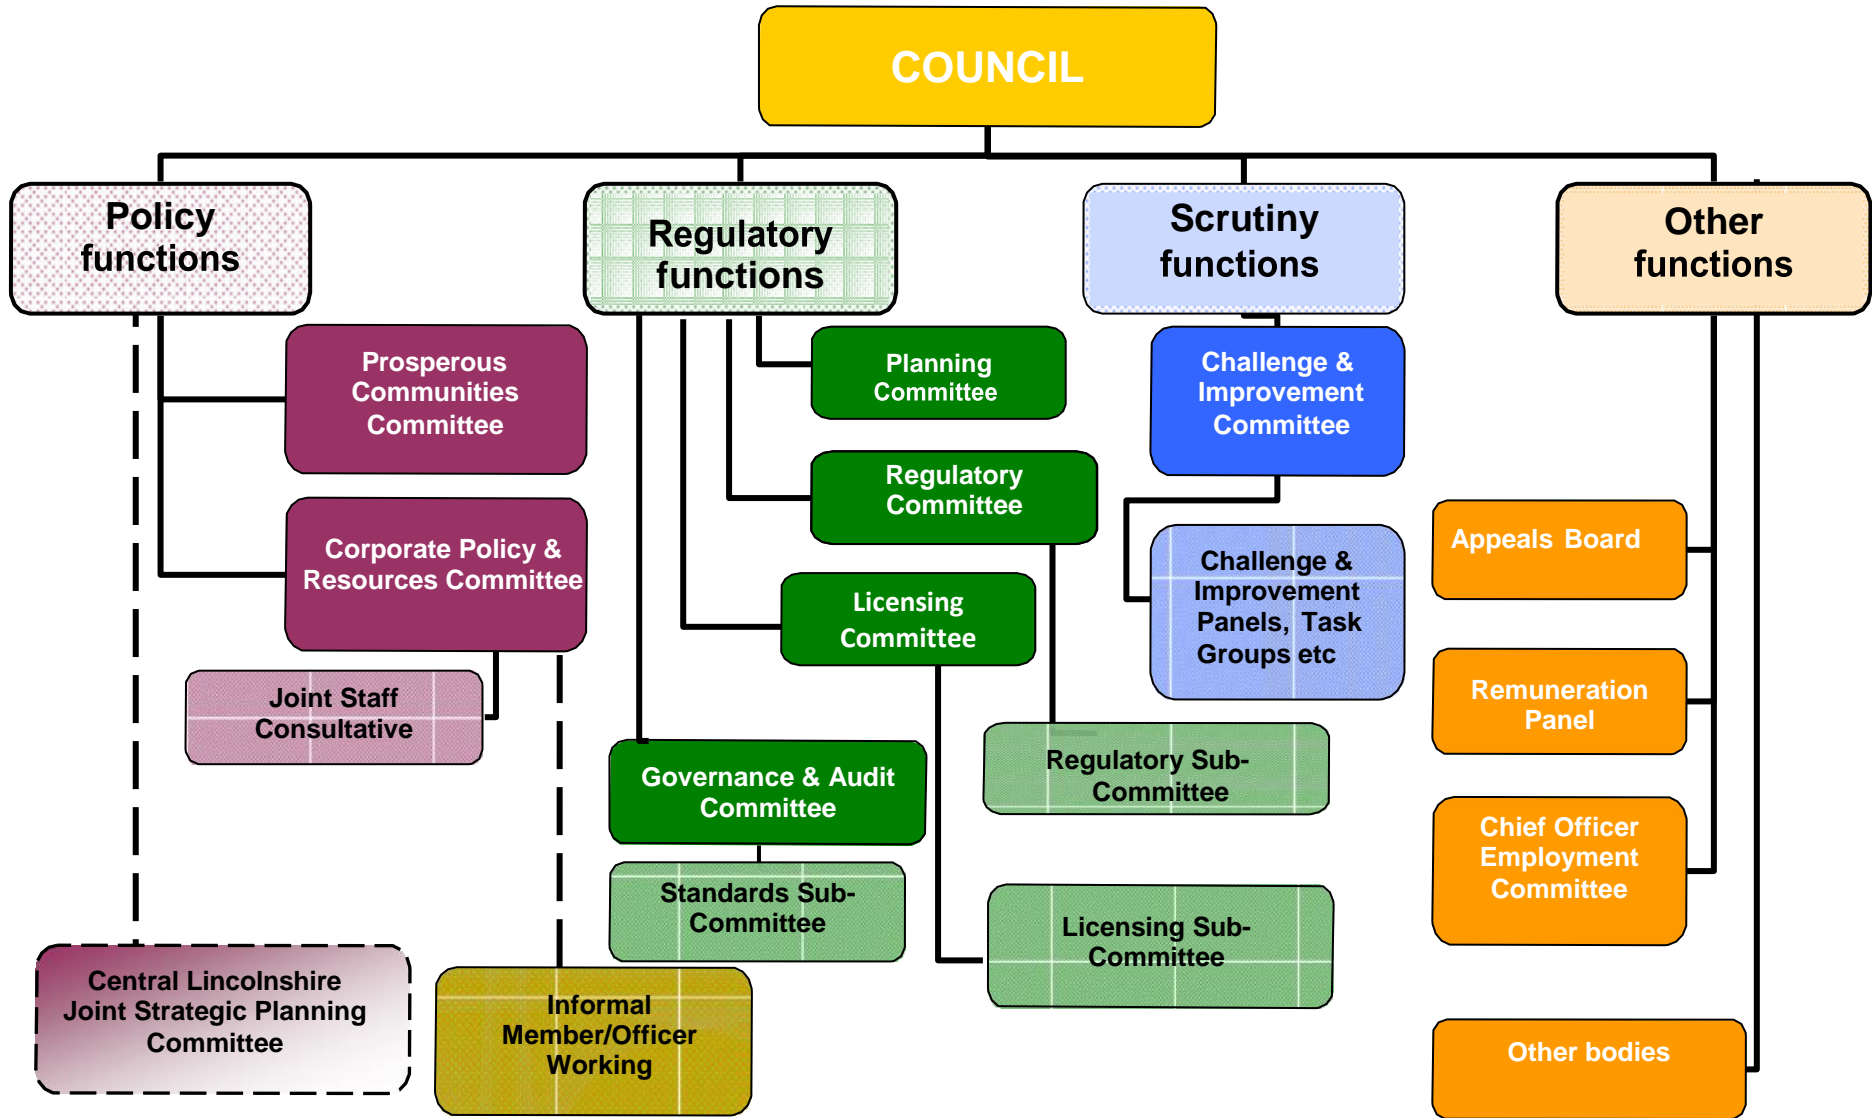 COUNCIL
Policy
functions
Regulatory
functions
Scrutiny
functions
Other
functions
Prosperous
Communities
Committee
Planning
Committee
Challenge &
Improvement
Committee
Corporate Policy &
Resources Committee
Regulatory
Committee
Appeals Board
Challenge &
Improvement
Panels, Task
Groups etc
Licensing
Committee
Joint Staff
Consultative
Remuneration
Panel
Governance & Audit
Committee
Regulatory Sub-
Committee
Chief Officer
Employment
Committee
Standards Sub-
Committee
Licensing Sub-
Committee
Central Lincolnshire
Joint Strategic Planning
Committee
Informal
Member/Officer
Working
Other bodies